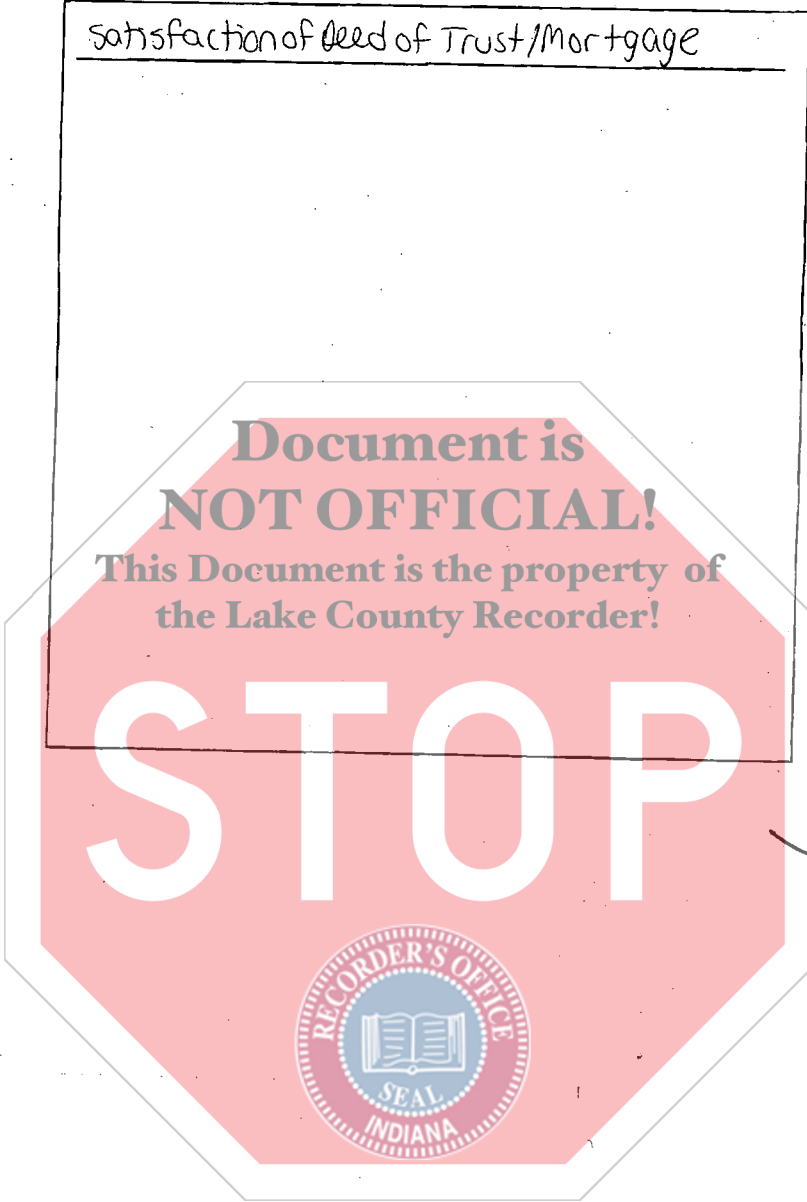 Satisfaction of Deed of Trust/Mortgage
Document is
NOT OFFICIAL!
This Document is the property of
the Lake County Recorder!
STOP
RECORDER'S OFFICE
SEAL
INDIANA